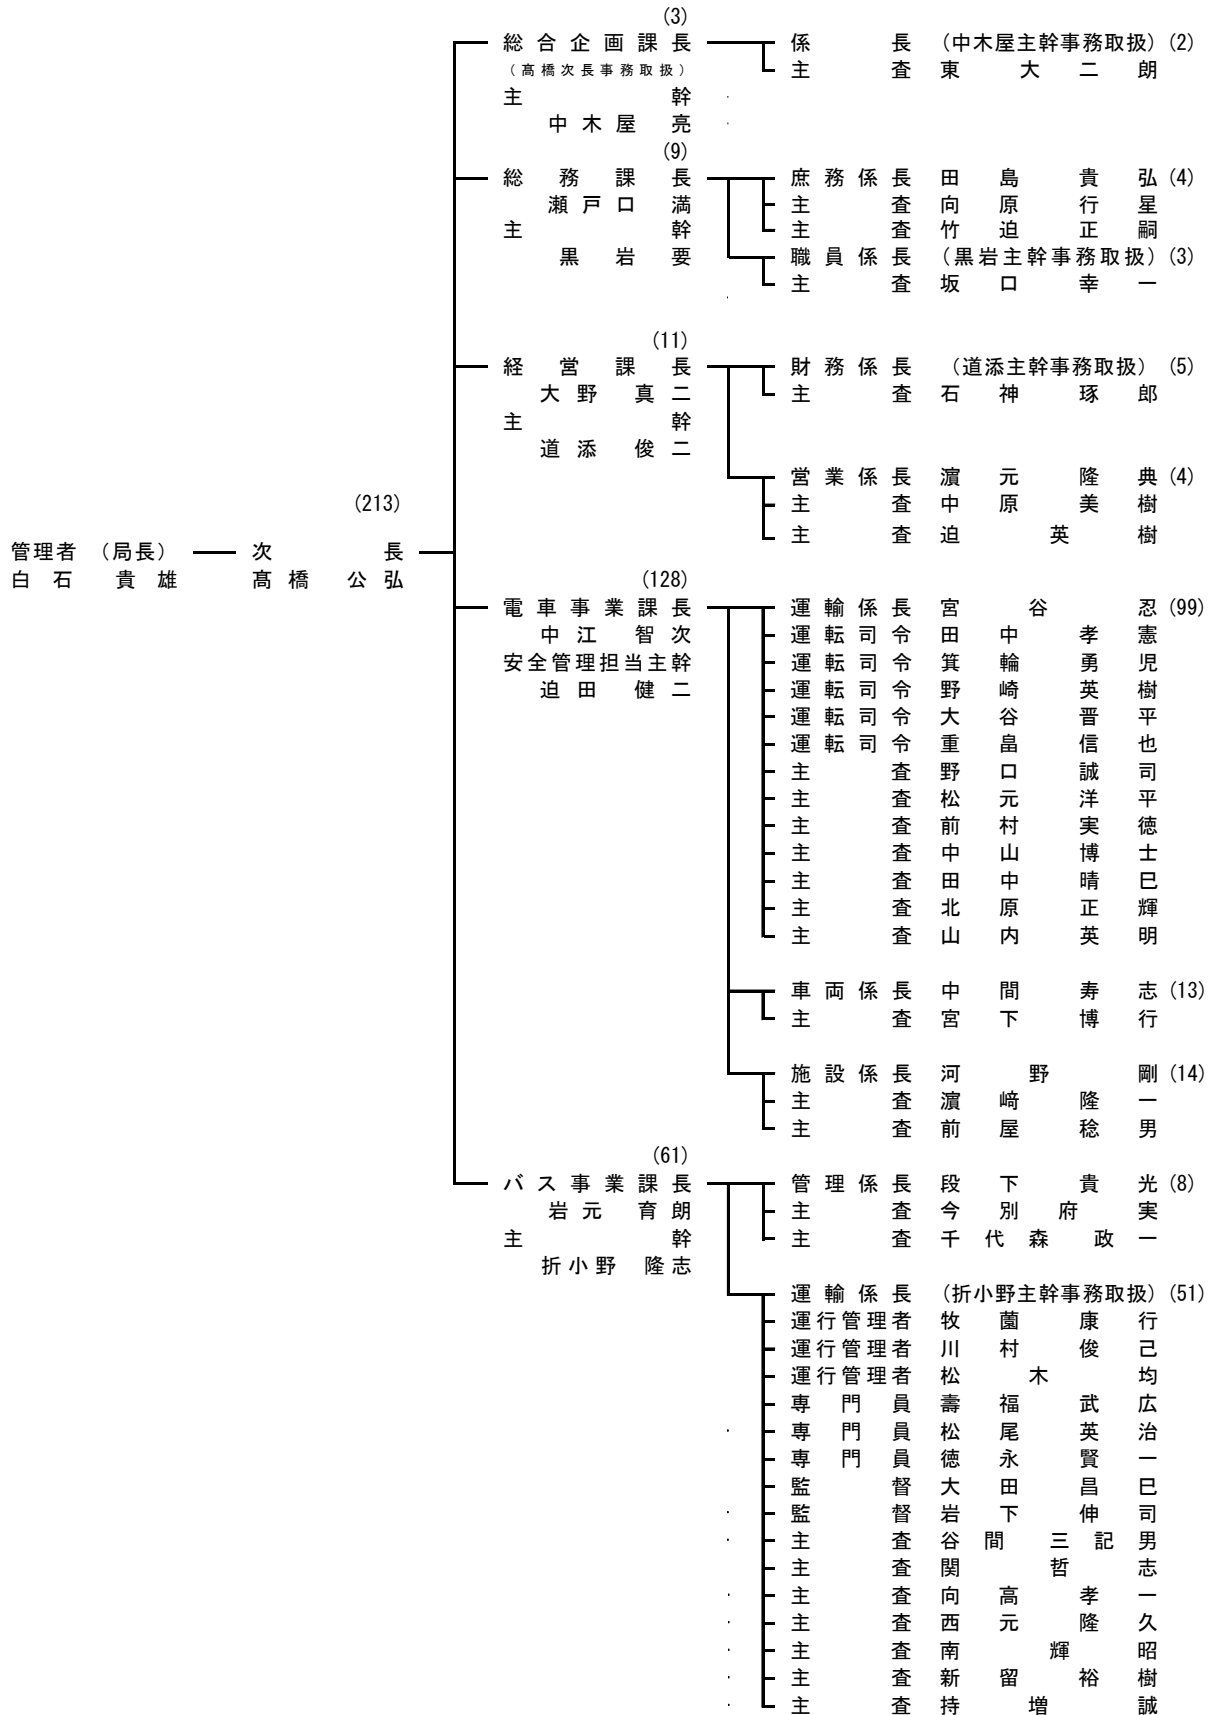 (3)
総合企画課長 係長 (中木屋主幹事務取扱) (2)
(髙橋次長事務取扱) 主査 東大二朗
主幹
中木屋 亮
(9)
総務課長 庶務係長 田島貴弘 (4)
瀬戸口 満 主査 向原行星
主幹 主査 竹迫正嗣
黒岩 要 職員係長 (黒岩主幹事務取扱) (3)
主査 坂口幸一
(11)
経営課長 財務係長 (道添主幹事務取扱) (5)
大野 真二 主査 石神琢郎
主幹
道添 俊二
営業係長 濵元隆典 (4)
(213) 主査 中原美樹
主査 迫英樹
管理者 (局長) 次長
白石 貴雄 髙橋 公弘 (128)
電車事業課長 運輸係長 宮谷忍 (99)
中江 智次 運転司令 田中孝憲
安全管理担当主幹 運転司令 箕輪勇児
迫田 健二 運転司令 野崎英樹
運転司令 大谷晋平
運転司令 重畠信也
主査 野口誠司
主査 松元洋平
主査 前村実徳
主査 中山博士
主査 田中晴巳
主査 北原正輝
主査 山内英明
車両係長 中間寿志 (13)
主査 宮下博行
施設係長 河野剛 (14)
主査 濵﨑隆一
主査 前屋稔男
(61)
バス事業課長 管理係長 段下貴光 (8)
岩元 育朗 主査 今別府実
主幹 主査 千代森政一
折小野 隆志
運輸係長 (折小野主幹事務取扱) (51)
運行管理者 牧薗康行
運行管理者 川村俊己
運行管理者 松木均
専門員 壽福武広
専門員 松尾英治
専門員 徳永賢一
監督 大田昌巳
監督 岩下伸司
主査 谷間三記男
主査 関哲志
主査 向高孝一
主査 西元隆久
主査 南輝昭
主査 新留裕樹
主査 持増誠